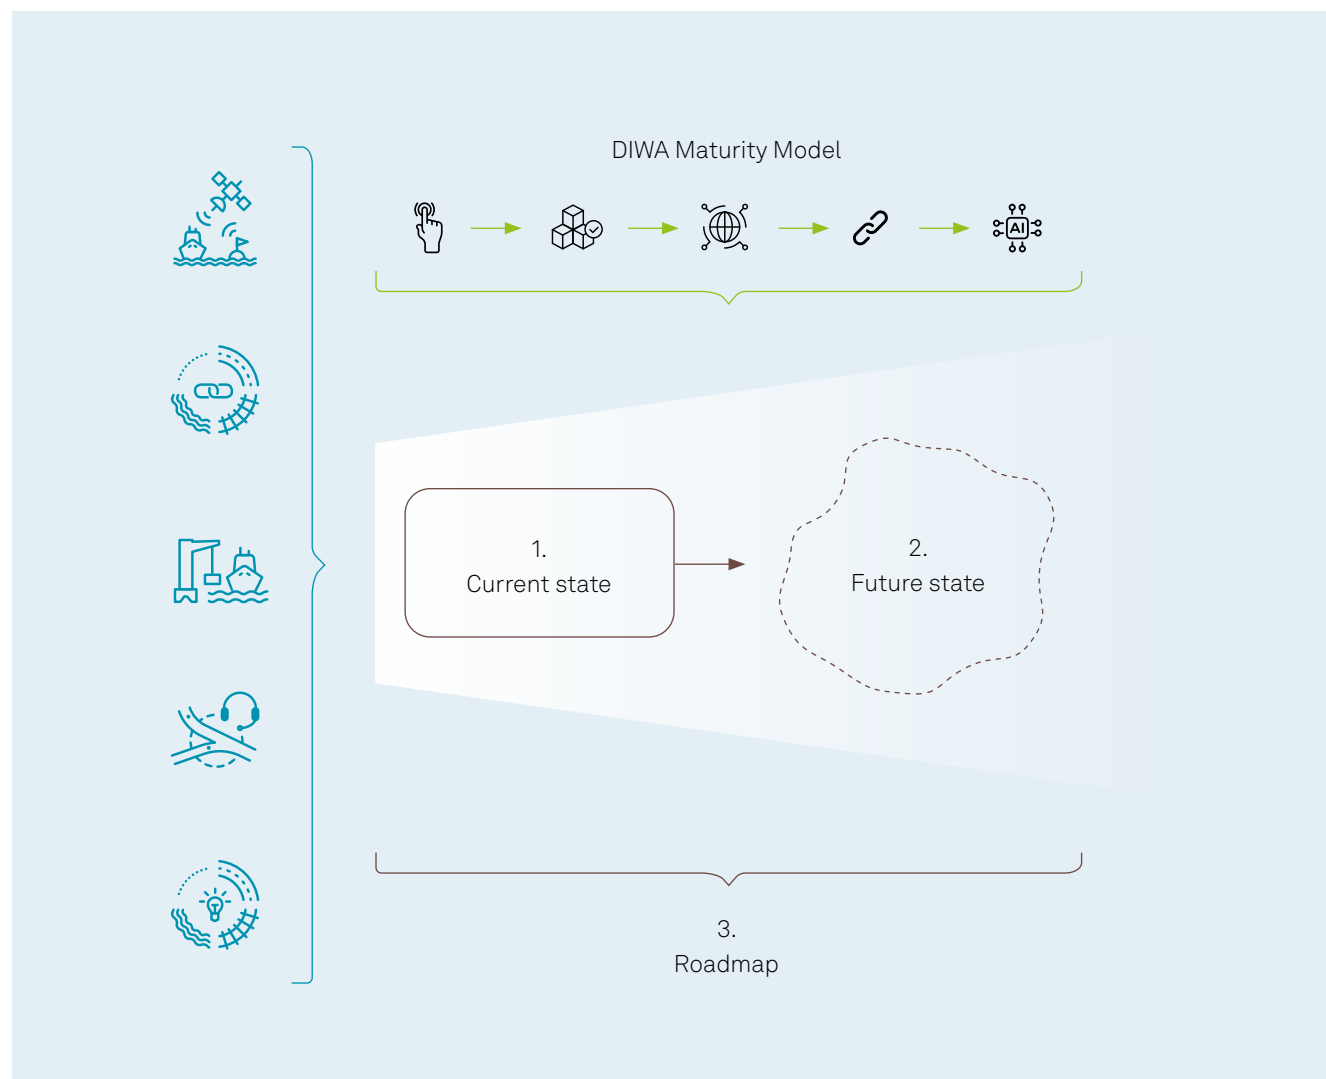 DIWA Maturity Model
AI
1.
Current state
2.
Future state
3.
Roadmap